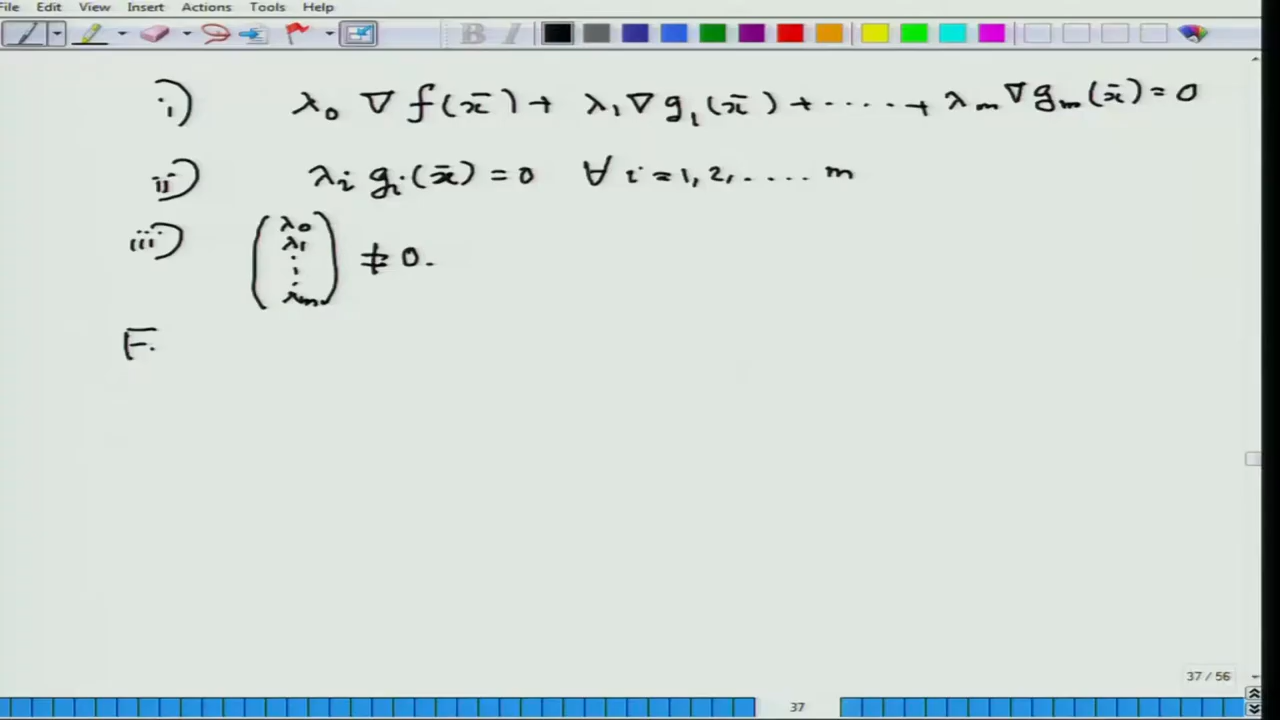 File Edit View Insert Actions Tools Help
B I
i) λ₀ ∇ f(x̄) + λ₁ ∇ g₁(x̄) + ..... + λₘ ∇ gₘ(x̄) = 0
ii) λᵢ gᵢ(x̄) = 0 ∀ i = 1, 2, .... m
iii) (λ₀ λ₁ ⋮ λₘ) ≠ 0.
F.
37 / 56
37